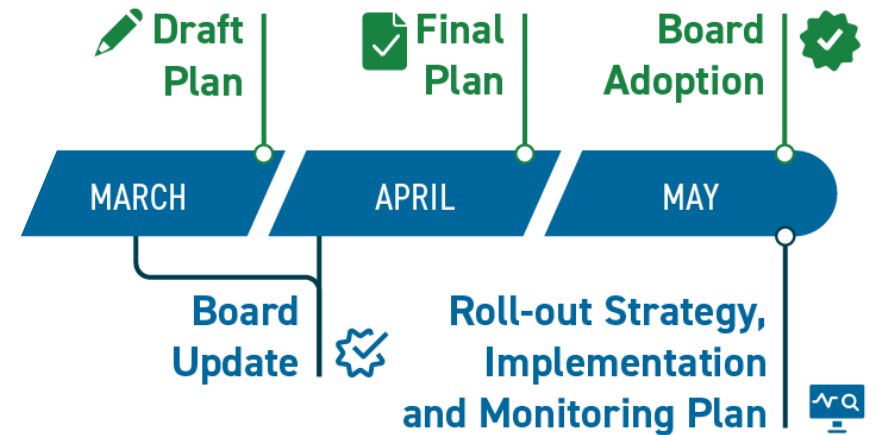 Draft
Plan
Final
Plan
Board
Adoption
MARCH
APRIL
MAY
Board
Update
Roll-out Strategy,
Implementation
and Monitoring Plan